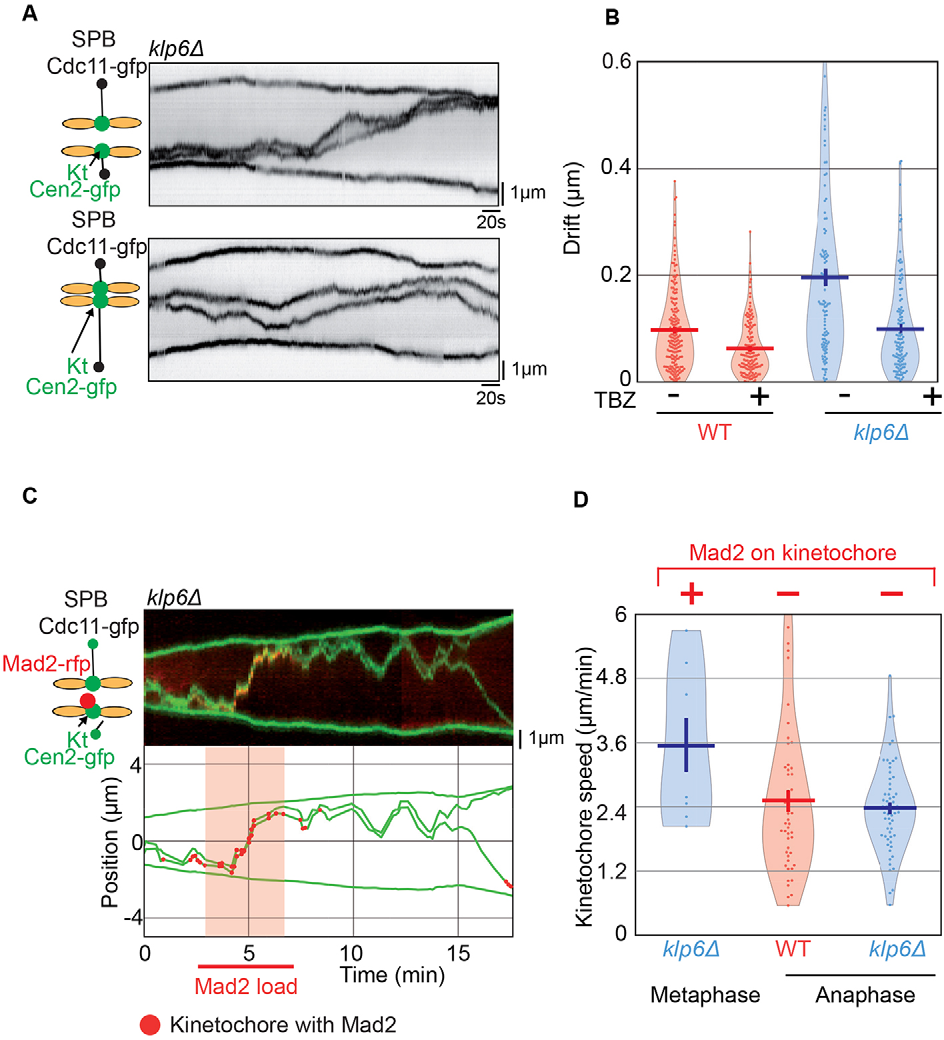 A
SPB
Cdc11-gfp
klp6Δ
Kt
Cen2-gfp
1µm
20s
SPB
Cdc11-gfp
Kt
Cen2-gfp
1µm
20s
B
Drift (µm)
0.6
0.4
0.2
0
TBZ - + - +
WT klp6Δ
C
SPB
Cdc11-gfp
klp6Δ
Mad2-rfp
Kt
Cen2-gfp
1µm
Position (µm)
4
0
-4
0 5 10 15
Time (min)
Mad2 load
Kinetochore with Mad2
D
Mad2 on kinetochore
+ - -
Kinetochore speed (µm/min)
6
4.8
3.6
2.4
1.2
0
klp6Δ WT klp6Δ
Metaphase Anaphase